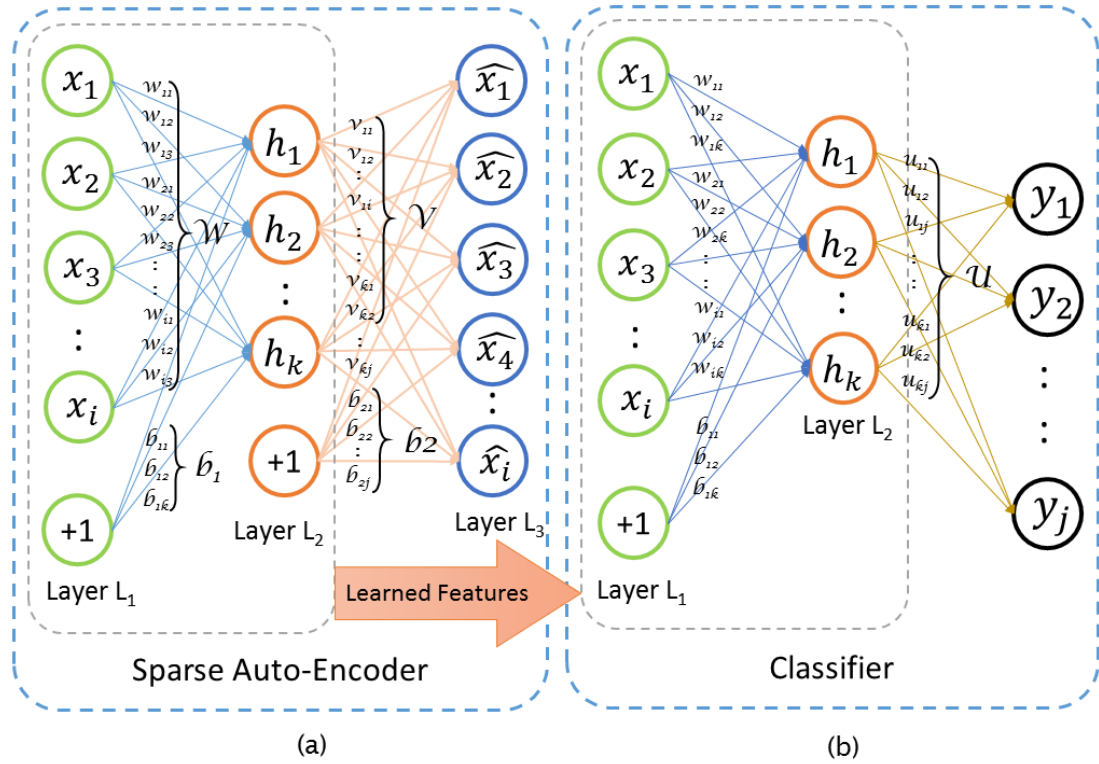 x₁
x₂
x₃
:
xᵢ
+1
Layer L₁
w₁₁
w₁₂
w₁₃
w₂₁
w₂₂
w₂₃
:
:
wᵢ₁
wᵢ₂
wᵢ₃
W
b₁₁
b₁₂
b₁ₖ
b₁
h₁
h₂
:
hₖ
+1
Layer L₂
v₁₁
v₁₂
:
v₁ᵢ
:
:
vₖ₁
vₖ₂
:
vₖⱼ
V
b₂₁
b₂₂
:
b₂ⱼ
b2
x̂₁
x̂₂
x̂₃
x̂₄
:
x̂ᵢ
Layer L₃
Learned Features
Sparse Auto-Encoder
(a)
x₁
x₂
x₃
:
xᵢ
+1
Layer L₁
w₁₁
w₁₂
w₁ₖ
w₂₁
w₂₂
w₂ₖ
:
:
wᵢ₁
wᵢ₂
wᵢₖ
b₁₁
b₁₂
b₁ₖ
h₁
h₂
:
hₖ
Layer L₂
u₁₁
u₁₂
u₁ⱼ
:
:
uₖ₁
uₖ₂
uₖⱼ
U
y₁
y₂
:
:
yⱼ
Classifier
(b)